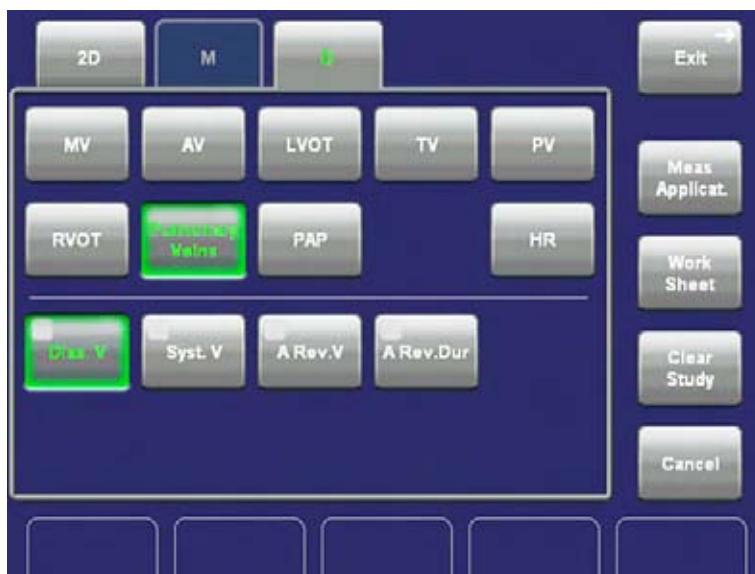 2D
M
D
Exit
MV
AV
LVOT
TV
PV
Meas
Applicat.
RVOT
Pulmonary
Veins
PAP
HR
Work
Sheet
Dias. V
Syst. V
A Rev.V
A Rev.Dur
Clear
Study
Cancel